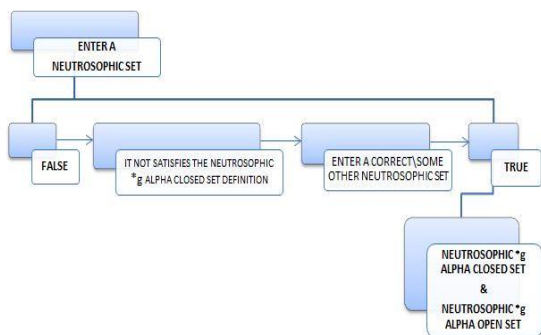 ENTER A
NEUTROSOPHIC SET
FALSE
IT NOT SATISFIES THE NEUTROSOPHIC
*g ALPHA CLOSED SET DEFINITION
ENTER A CORRECT\SOME
OTHER NEUTROSOPHIC SET
TRUE
NEUTROSOPHIC *g
ALPHA CLOSED SET
&
NEUTROSOPHIC *g
ALPHA OPEN SET